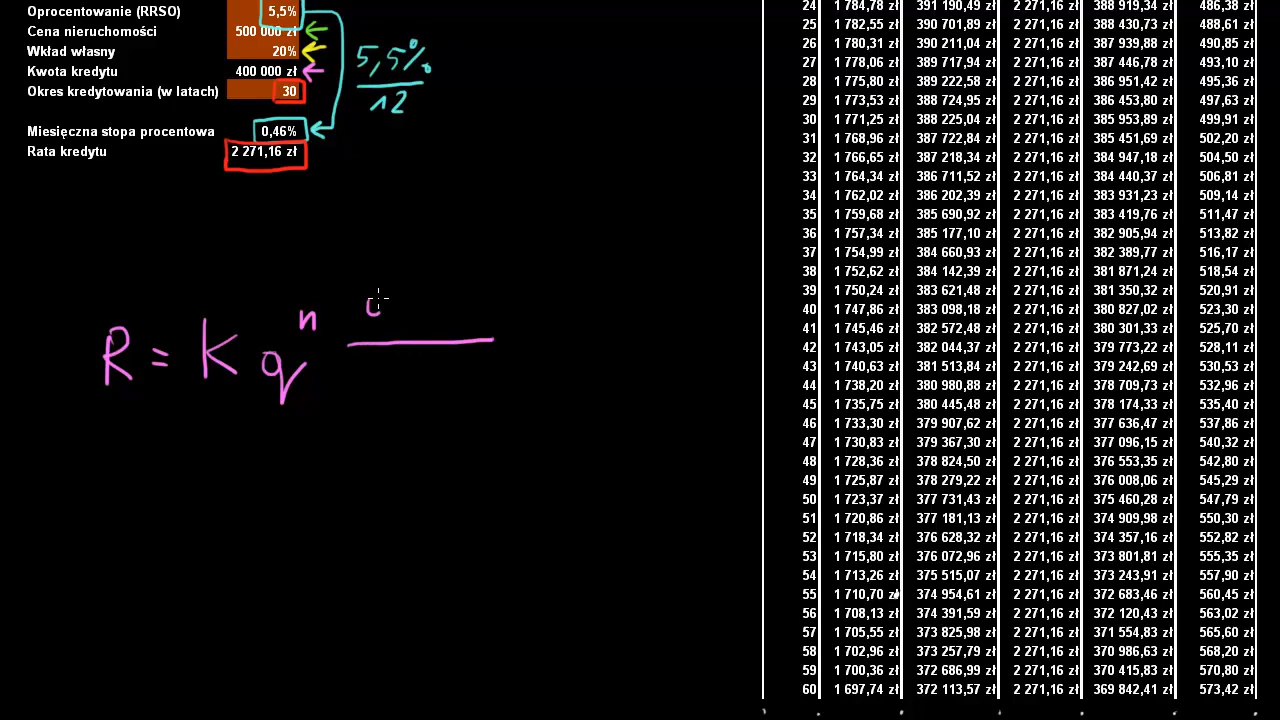 Oprocentowanie (RRSO) 5,5%
Cena nieruchomości 500 000 zł
Wkład własny 20%
Kwota kredytu 400 000 zł
Okres kredytowania (w latach) 30
Miesięczna stopa procentowa 0,46%
Rata kredytu 2 271,16 zł
5,5%
12
R = K q n
24 1 784,78 zł 391 190,49 zł 2 271,16 zł 388 919,34 zł 486,38 zł
25 1 782,55 zł 390 701,89 zł 2 271,16 zł 388 430,73 zł 488,61 zł
26 1 780,31 zł 390 211,04 zł 2 271,16 zł 387 939,88 zł 490,85 zł
27 1 778,06 zł 389 717,94 zł 2 271,16 zł 387 446,78 zł 493,10 zł
28 1 775,80 zł 389 222,58 zł 2 271,16 zł 386 951,42 zł 495,36 zł
29 1 773,53 zł 388 724,95 zł 2 271,16 zł 386 453,80 zł 497,63 zł
30 1 771,25 zł 388 225,04 zł 2 271,16 zł 385 953,89 zł 499,91 zł
31 1 768,96 zł 387 722,84 zł 2 271,16 zł 385 451,69 zł 502,20 zł
32 1 766,65 zł 387 218,34 zł 2 271,16 zł 384 947,18 zł 504,50 zł
33 1 764,34 zł 386 711,52 zł 2 271,16 zł 384 440,37 zł 506,81 zł
34 1 762,02 zł 386 202,39 zł 2 271,16 zł 383 931,23 zł 509,14 zł
35 1 759,68 zł 385 690,92 zł 2 271,16 zł 383 419,76 zł 511,47 zł
36 1 757,34 zł 385 177,10 zł 2 271,16 zł 382 905,94 zł 513,82 zł
37 1 754,99 zł 384 660,93 zł 2 271,16 zł 382 389,77 zł 516,17 zł
38 1 752,62 zł 384 142,39 zł 2 271,16 zł 381 871,24 zł 518,54 zł
39 1 750,24 zł 383 621,48 zł 2 271,16 zł 381 350,32 zł 520,91 zł
40 1 747,86 zł 383 098,18 zł 2 271,16 zł 380 827,02 zł 523,30 zł
41 1 745,46 zł 382 572,48 zł 2 271,16 zł 380 301,33 zł 525,70 zł
42 1 743,05 zł 382 044,37 zł 2 271,16 zł 379 773,22 zł 528,11 zł
43 1 740,63 zł 381 513,84 zł 2 271,16 zł 379 242,69 zł 530,53 zł
44 1 738,20 zł 380 980,88 zł 2 271,16 zł 378 709,73 zł 532,96 zł
45 1 735,75 zł 380 445,48 zł 2 271,16 zł 378 174,33 zł 535,40 zł
46 1 733,30 zł 379 907,62 zł 2 271,16 zł 377 636,47 zł 537,86 zł
47 1 730,83 zł 379 367,30 zł 2 271,16 zł 377 096,15 zł 540,32 zł
48 1 728,36 zł 378 824,50 zł 2 271,16 zł 376 553,35 zł 542,80 zł
49 1 725,87 zł 378 279,22 zł 2 271,16 zł 376 008,06 zł 545,29 zł
50 1 723,37 zł 377 731,43 zł 2 271,16 zł 375 460,28 zł 547,79 zł
51 1 720,86 zł 377 181,13 zł 2 271,16 zł 374 909,98 zł 550,30 zł
52 1 718,34 zł 376 628,32 zł 2 271,16 zł 374 357,16 zł 552,82 zł
53 1 715,80 zł 376 072,96 zł 2 271,16 zł 373 801,81 zł 555,35 zł
54 1 713,26 zł 375 515,07 zł 2 271,16 zł 373 243,91 zł 557,90 zł
55 1 710,70 zł 374 954,61 zł 2 271,16 zł 372 683,46 zł 560,45 zł
56 1 708,13 zł 374 391,59 zł 2 271,16 zł 372 120,43 zł 563,02 zł
57 1 705,55 zł 373 825,98 zł 2 271,16 zł 371 554,83 zł 565,60 zł
58 1 702,96 zł 373 257,79 zł 2 271,16 zł 370 986,63 zł 568,20 zł
59 1 700,36 zł 372 686,99 zł 2 271,16 zł 370 415,83 zł 570,80 zł
60 1 697,74 zł 372 113,57 zł 2 271,16 zł 369 842,41 zł 573,42 zł